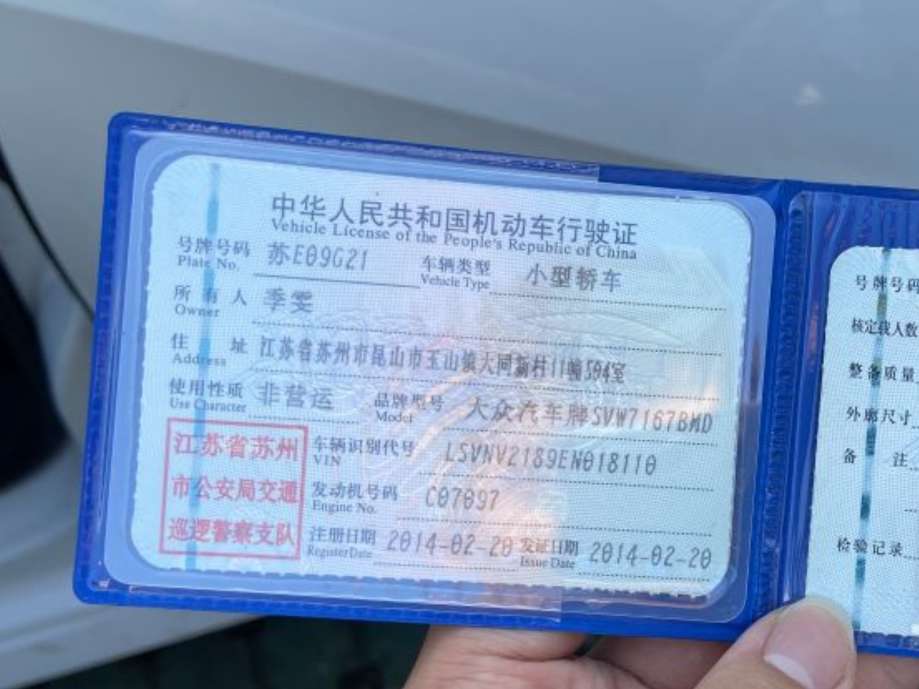 中华人民共和国机动车行驶证
Vehicle License of the People's Republic of China
号牌号码 苏E09G21 车辆类型 小型轿车
Plate No. Vehicle Type
所有人 季雯
Owner
住址 江苏省苏州市昆山市玉山镇大同新村11幢504室
Address
使用性质 非营运 品牌型号 大众汽车牌SVW7167BMD
Use Character Model
江苏省苏州
市公安局交通
巡逻警察支队
车辆识别代号 LSVNV2189EN018110
VIN
发动机号码 C07097
Engine No.
注册日期 2014-02-20 发证日期 2014-02-20
Register Date Issue Date
号牌号码
核定载人数
整备质量
外廓尺寸
备注
检验记录